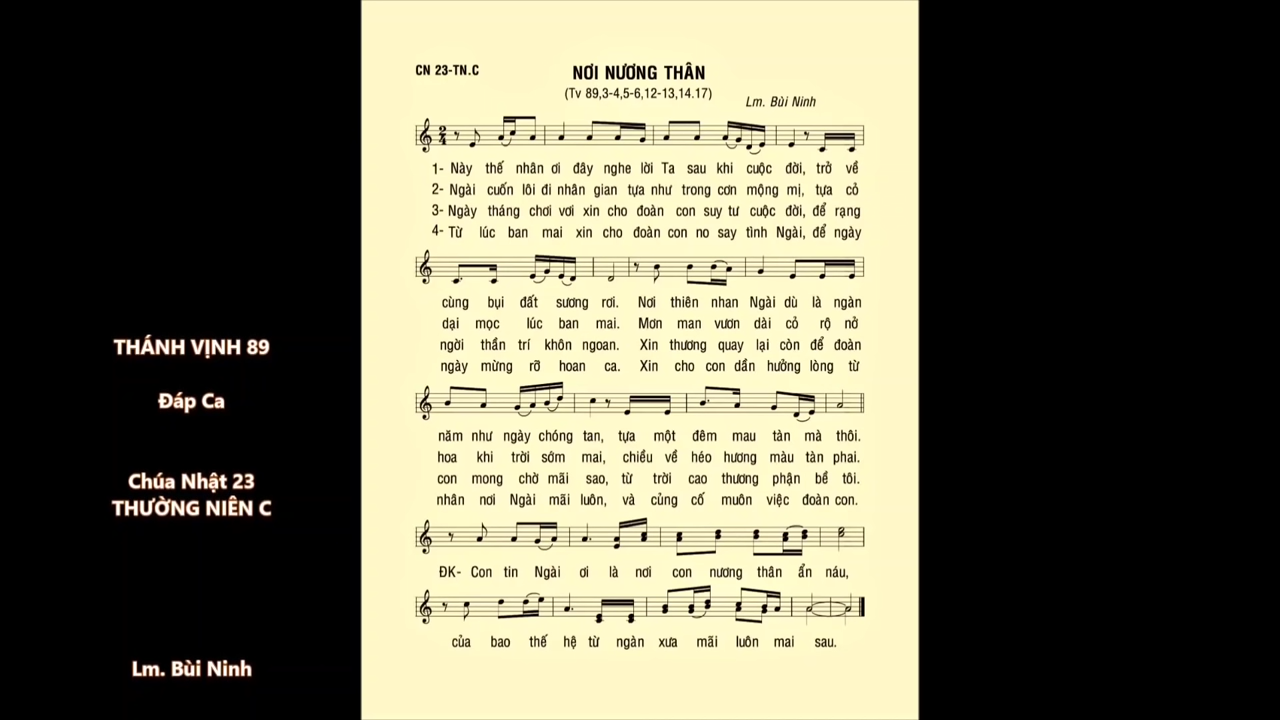 THÁNH VỊNH 89
Đáp Ca
Chúa Nhật 23
THƯỜNG NIÊN C
Lm. Bùi Ninh
CN 23-TN.C
NƠI NƯƠNG THÂN
(Tv 89,3-4,5-6,12-13,14.17)
Lm. Bùi Ninh
1- Này thế nhân ơi đây nghe lời Ta sau khi cuộc đời, trở về
2- Ngài cuốn lôi đi nhân gian tựa như trong cơn mộng mị, tựa cỏ
3- Ngày tháng chơi vơi xin cho đoàn con suy tư cuộc đời, để rạng
4- Từ lúc ban mai xin cho đoàn con no say tình Ngài, để ngày
cùng bụi đất sương rơi. Nơi thiên nhan Ngài dù là ngàn
dại mọc lúc ban mai. Mơn man vươn dài cỏ rộ nở
ngời thần trí khôn ngoan. Xin thương quay lại còn để đoàn
ngày mừng rỡ hoan ca. Xin cho con dần hưởng lòng từ
năm như ngày chóng tan, tựa một đêm mau tàn mà thôi.
hoa khi trời sớm mai, chiều về héo hương màu tàn phai.
con mong chờ mãi sao, từ trời cao thương phận bề tôi.
nhân nơi Ngài mãi luôn, và củng cố muôn việc đoàn con.
ĐK- Con tin Ngài ơi là nơi con nương thân ẩn náu,
của bao thế hệ từ ngàn xưa mãi luôn mai sau.